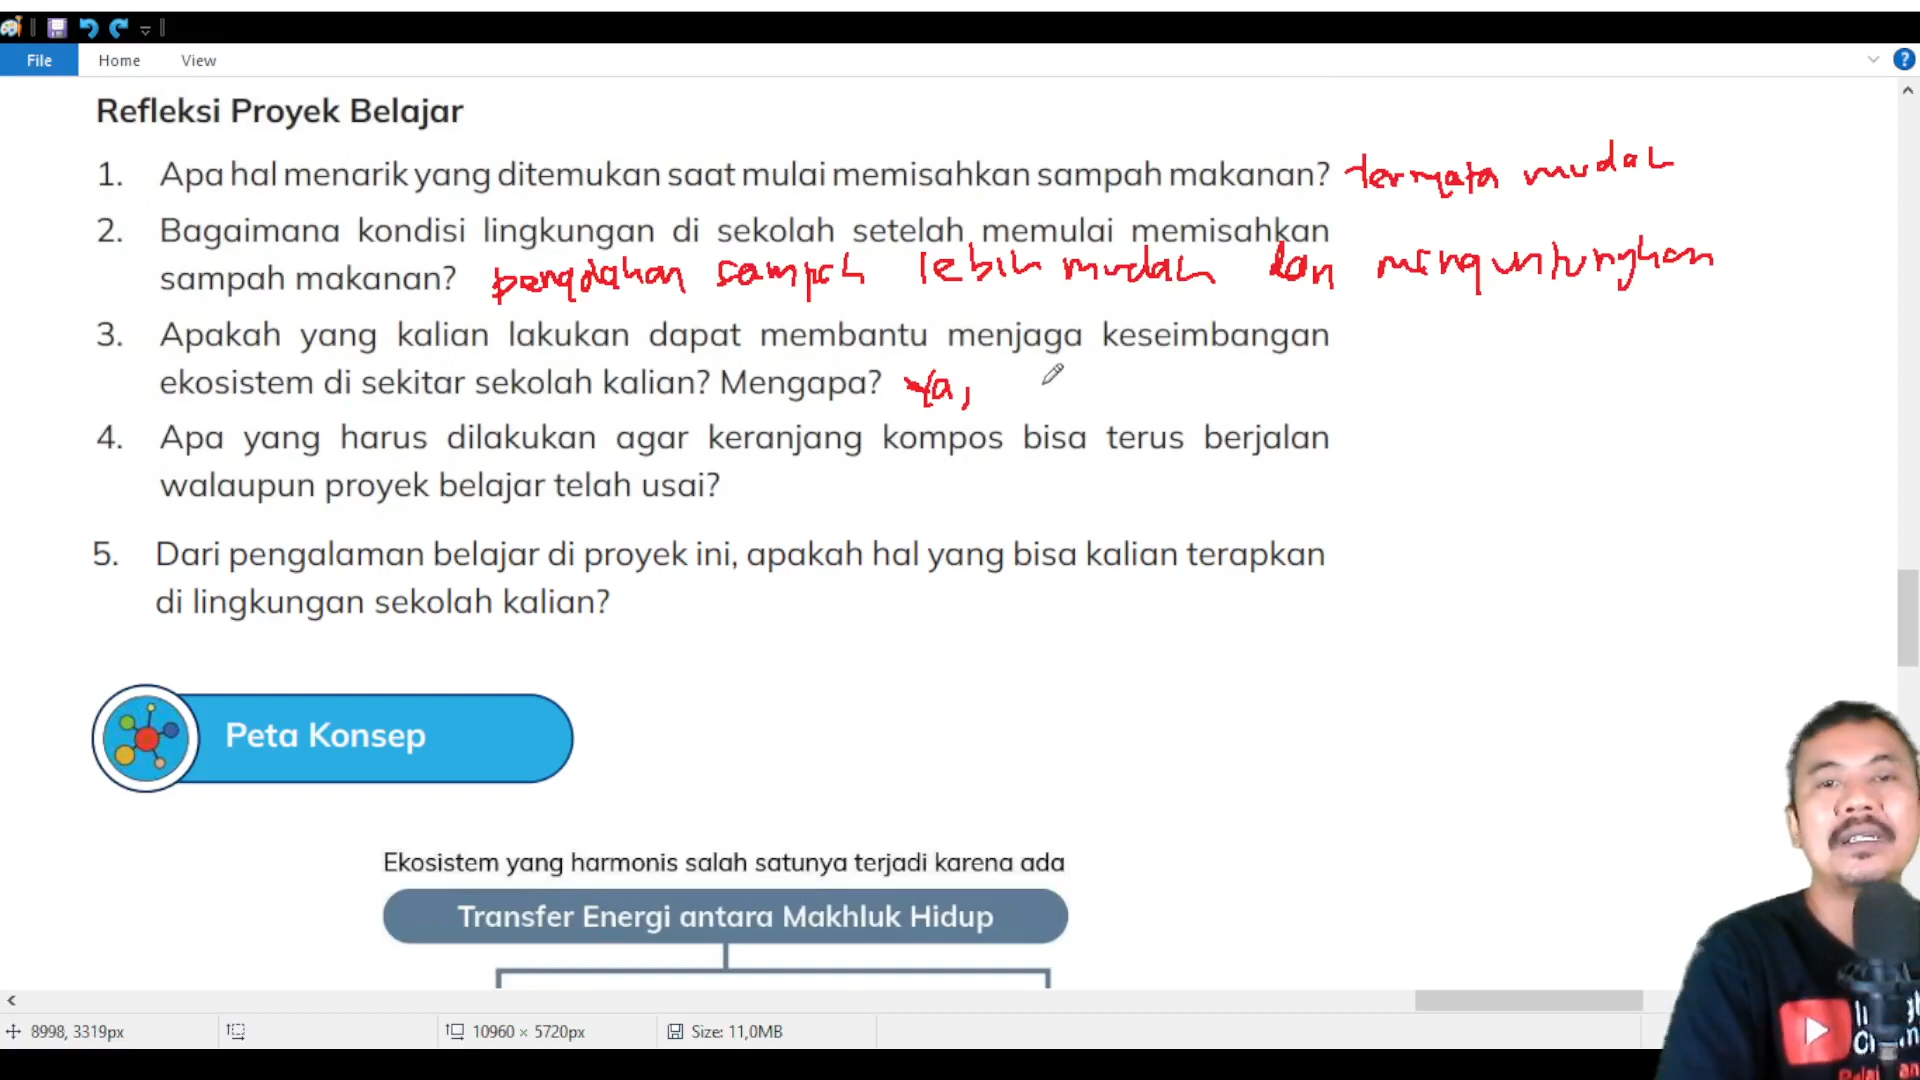 File Home View
Refleksi Proyek Belajar
1. Apa hal menarik yang ditemukan saat mulai memisahkan sampah makanan? ternyata mudah
2. Bagaimana kondisi lingkungan di sekolah setelah memulai memisahkan
sampah makanan? pengolahan sampah lebih mudah dan menguntungkan
3. Apakah yang kalian lakukan dapat membantu menjaga keseimbangan
ekosistem di sekitar sekolah kalian? Mengapa? Ya,
4. Apa yang harus dilakukan agar keranjang kompos bisa terus berjalan
walaupun proyek belajar telah usai?
5. Dari pengalaman belajar di proyek ini, apakah hal yang bisa kalian terapkan
di lingkungan sekolah kalian?
Peta Konsep
Ekosistem yang harmonis salah satunya terjadi karena ada
Transfer Energi antara Makhluk Hidup
8998, 3319px 10960 × 5720px Size: 11,0MB